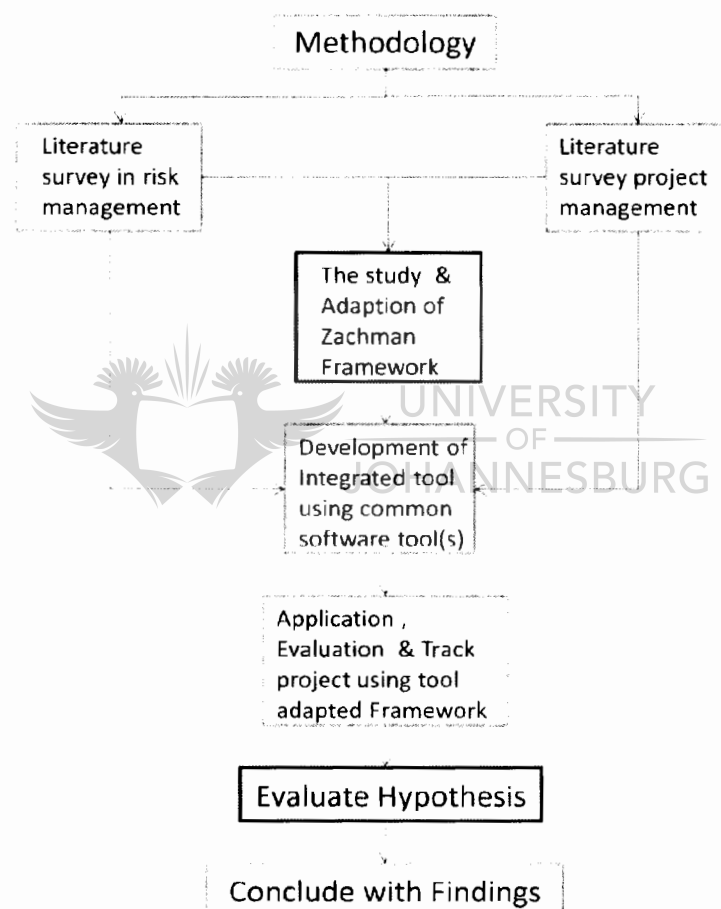 Methodology
Literature
survey in risk
management
Literature
survey project
management
The study & 
Adaption of
Zachman
Framework
UNIVERSITY
OF
JOHANNESBURG
Development of
Integrated tool
using common
software tool(s)
Application ,
Evaluation & Track
project using tool
adapted Framework
Evaluate Hypothesis
Conclude with Findings